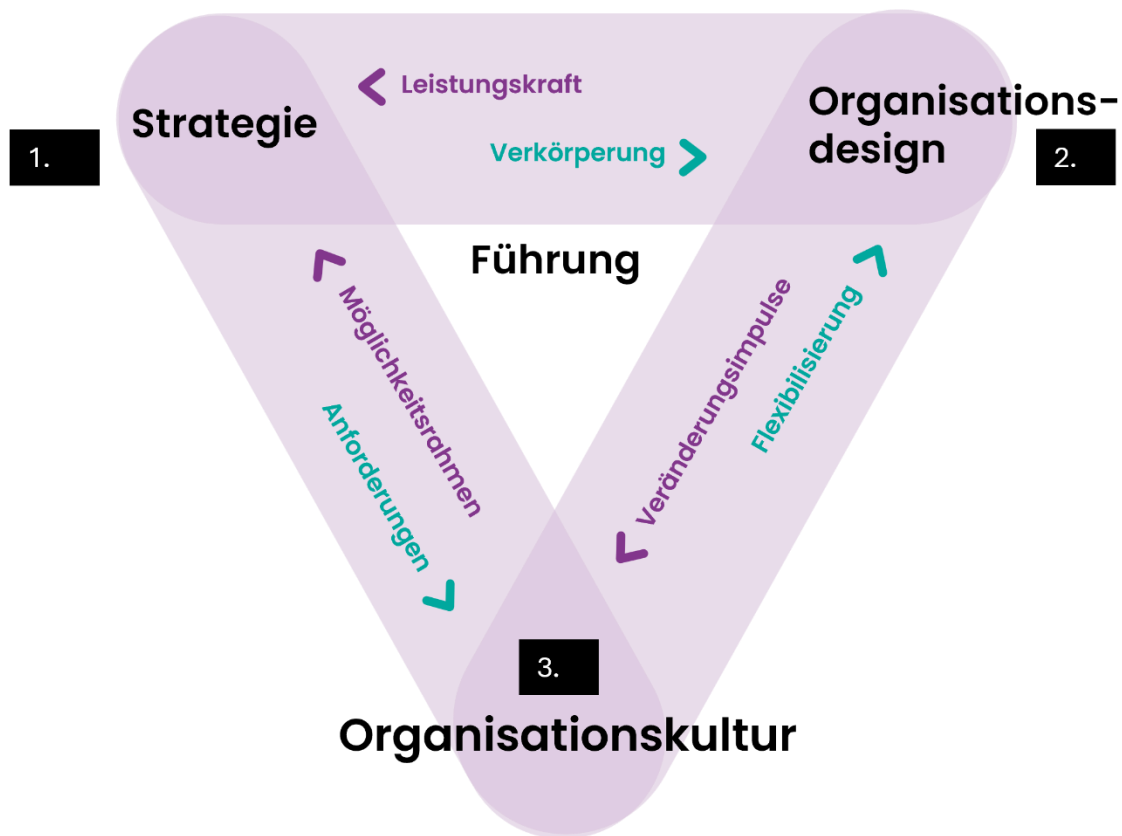 Leistungskraft
Strategie
Organisations-
design
1.
Verkörperung
2.
Führung
Möglichkeitsrahmen
Anforderungen
Veränderungsimpulse
Flexibilisierung
3.
Organisationskultur